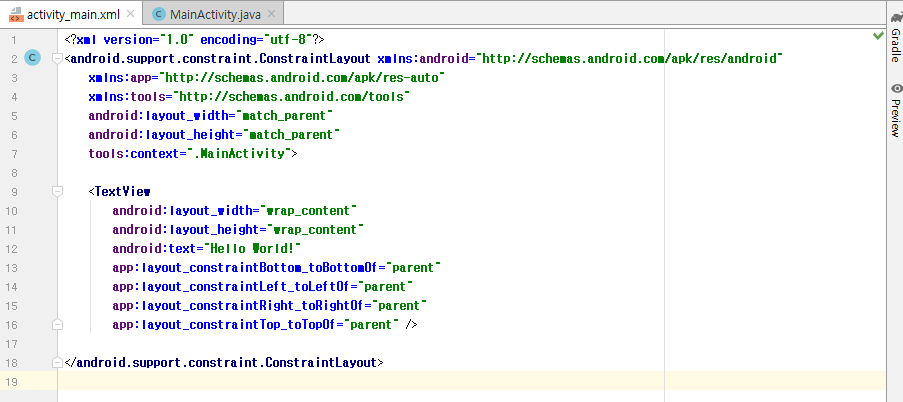 activity_main.xml × C MainActivity.java ×
1 <?xml version="1.0" encoding="utf-8"?>
2 C <android.support.constraint.ConstraintLayout xmlns:android="http://schemas.android.com/apk/res/android"
3 xmlns:app="http://schemas.android.com/apk/res-auto"
4 xmlns:tools="http://schemas.android.com/tools"
5 android:layout_width="match_parent"
6 android:layout_height="match_parent"
7 tools:context=".MainActivity">
8
9 <TextView
10 android:layout_width="wrap_content"
11 android:layout_height="wrap_content"
12 android:text="Hello World!"
13 app:layout_constraintBottom_toBottomOf="parent"
14 app:layout_constraintLeft_toLeftOf="parent"
15 app:layout_constraintRight_toRightOf="parent"
16 app:layout_constraintTop_toTopOf="parent" />
17
18 </android.support.constraint.ConstraintLayout>
19
Gradle
Preview